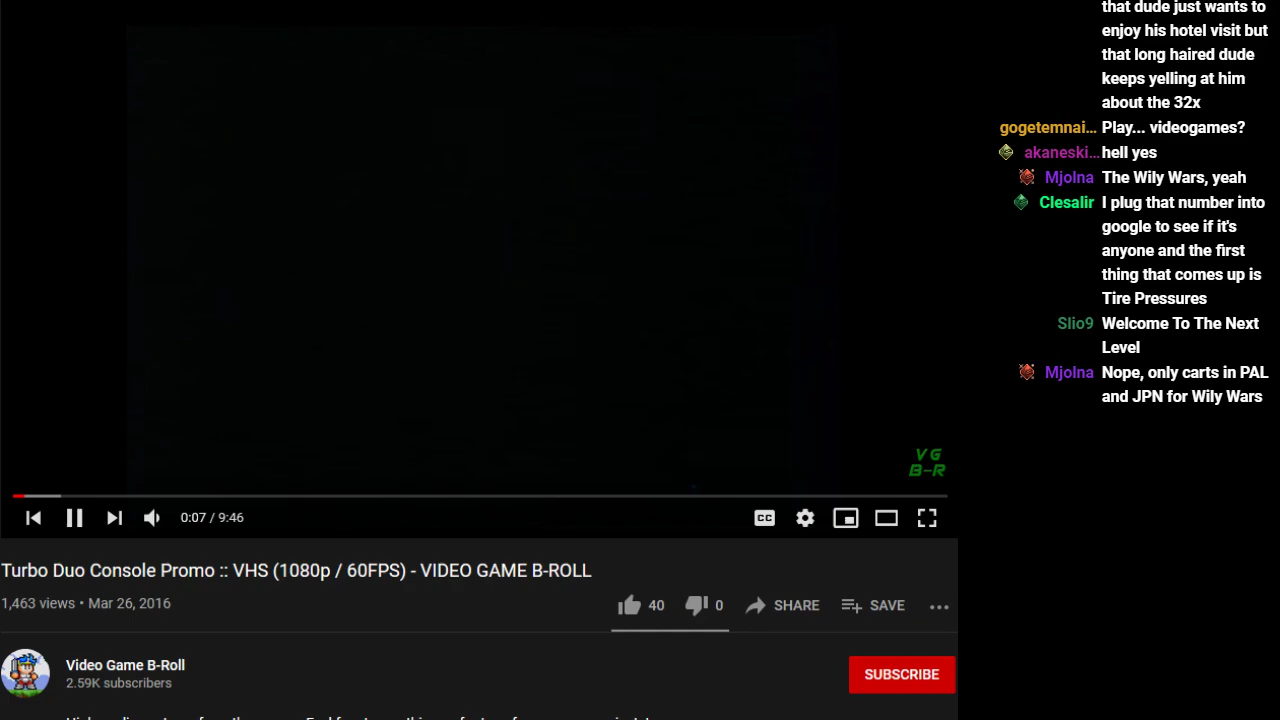 that dude just wants to
enjoy his hotel visit but
that long haired dude
keeps yelling at him
about the 32x
gogetemnai... Play... videogames?
akaneski... hell yes
Mjolna The Wily Wars, yeah
Clesalir I plug that number into
google to see if it's
anyone and the first
thing that comes up is
Tire Pressures
Slio9 Welcome To The Next
Level
Mjolna Nope, only carts in PAL
and JPN for Wily Wars
VG
B-R
0:07 / 9:46
CC
Turbo Duo Console Promo :: VHS (1080p / 60FPS) - VIDEO GAME B-ROLL
1,463 views • Mar 26, 2016
40 0 SHARE SAVE
Video Game B-Roll
2.59K subscribers
SUBSCRIBE